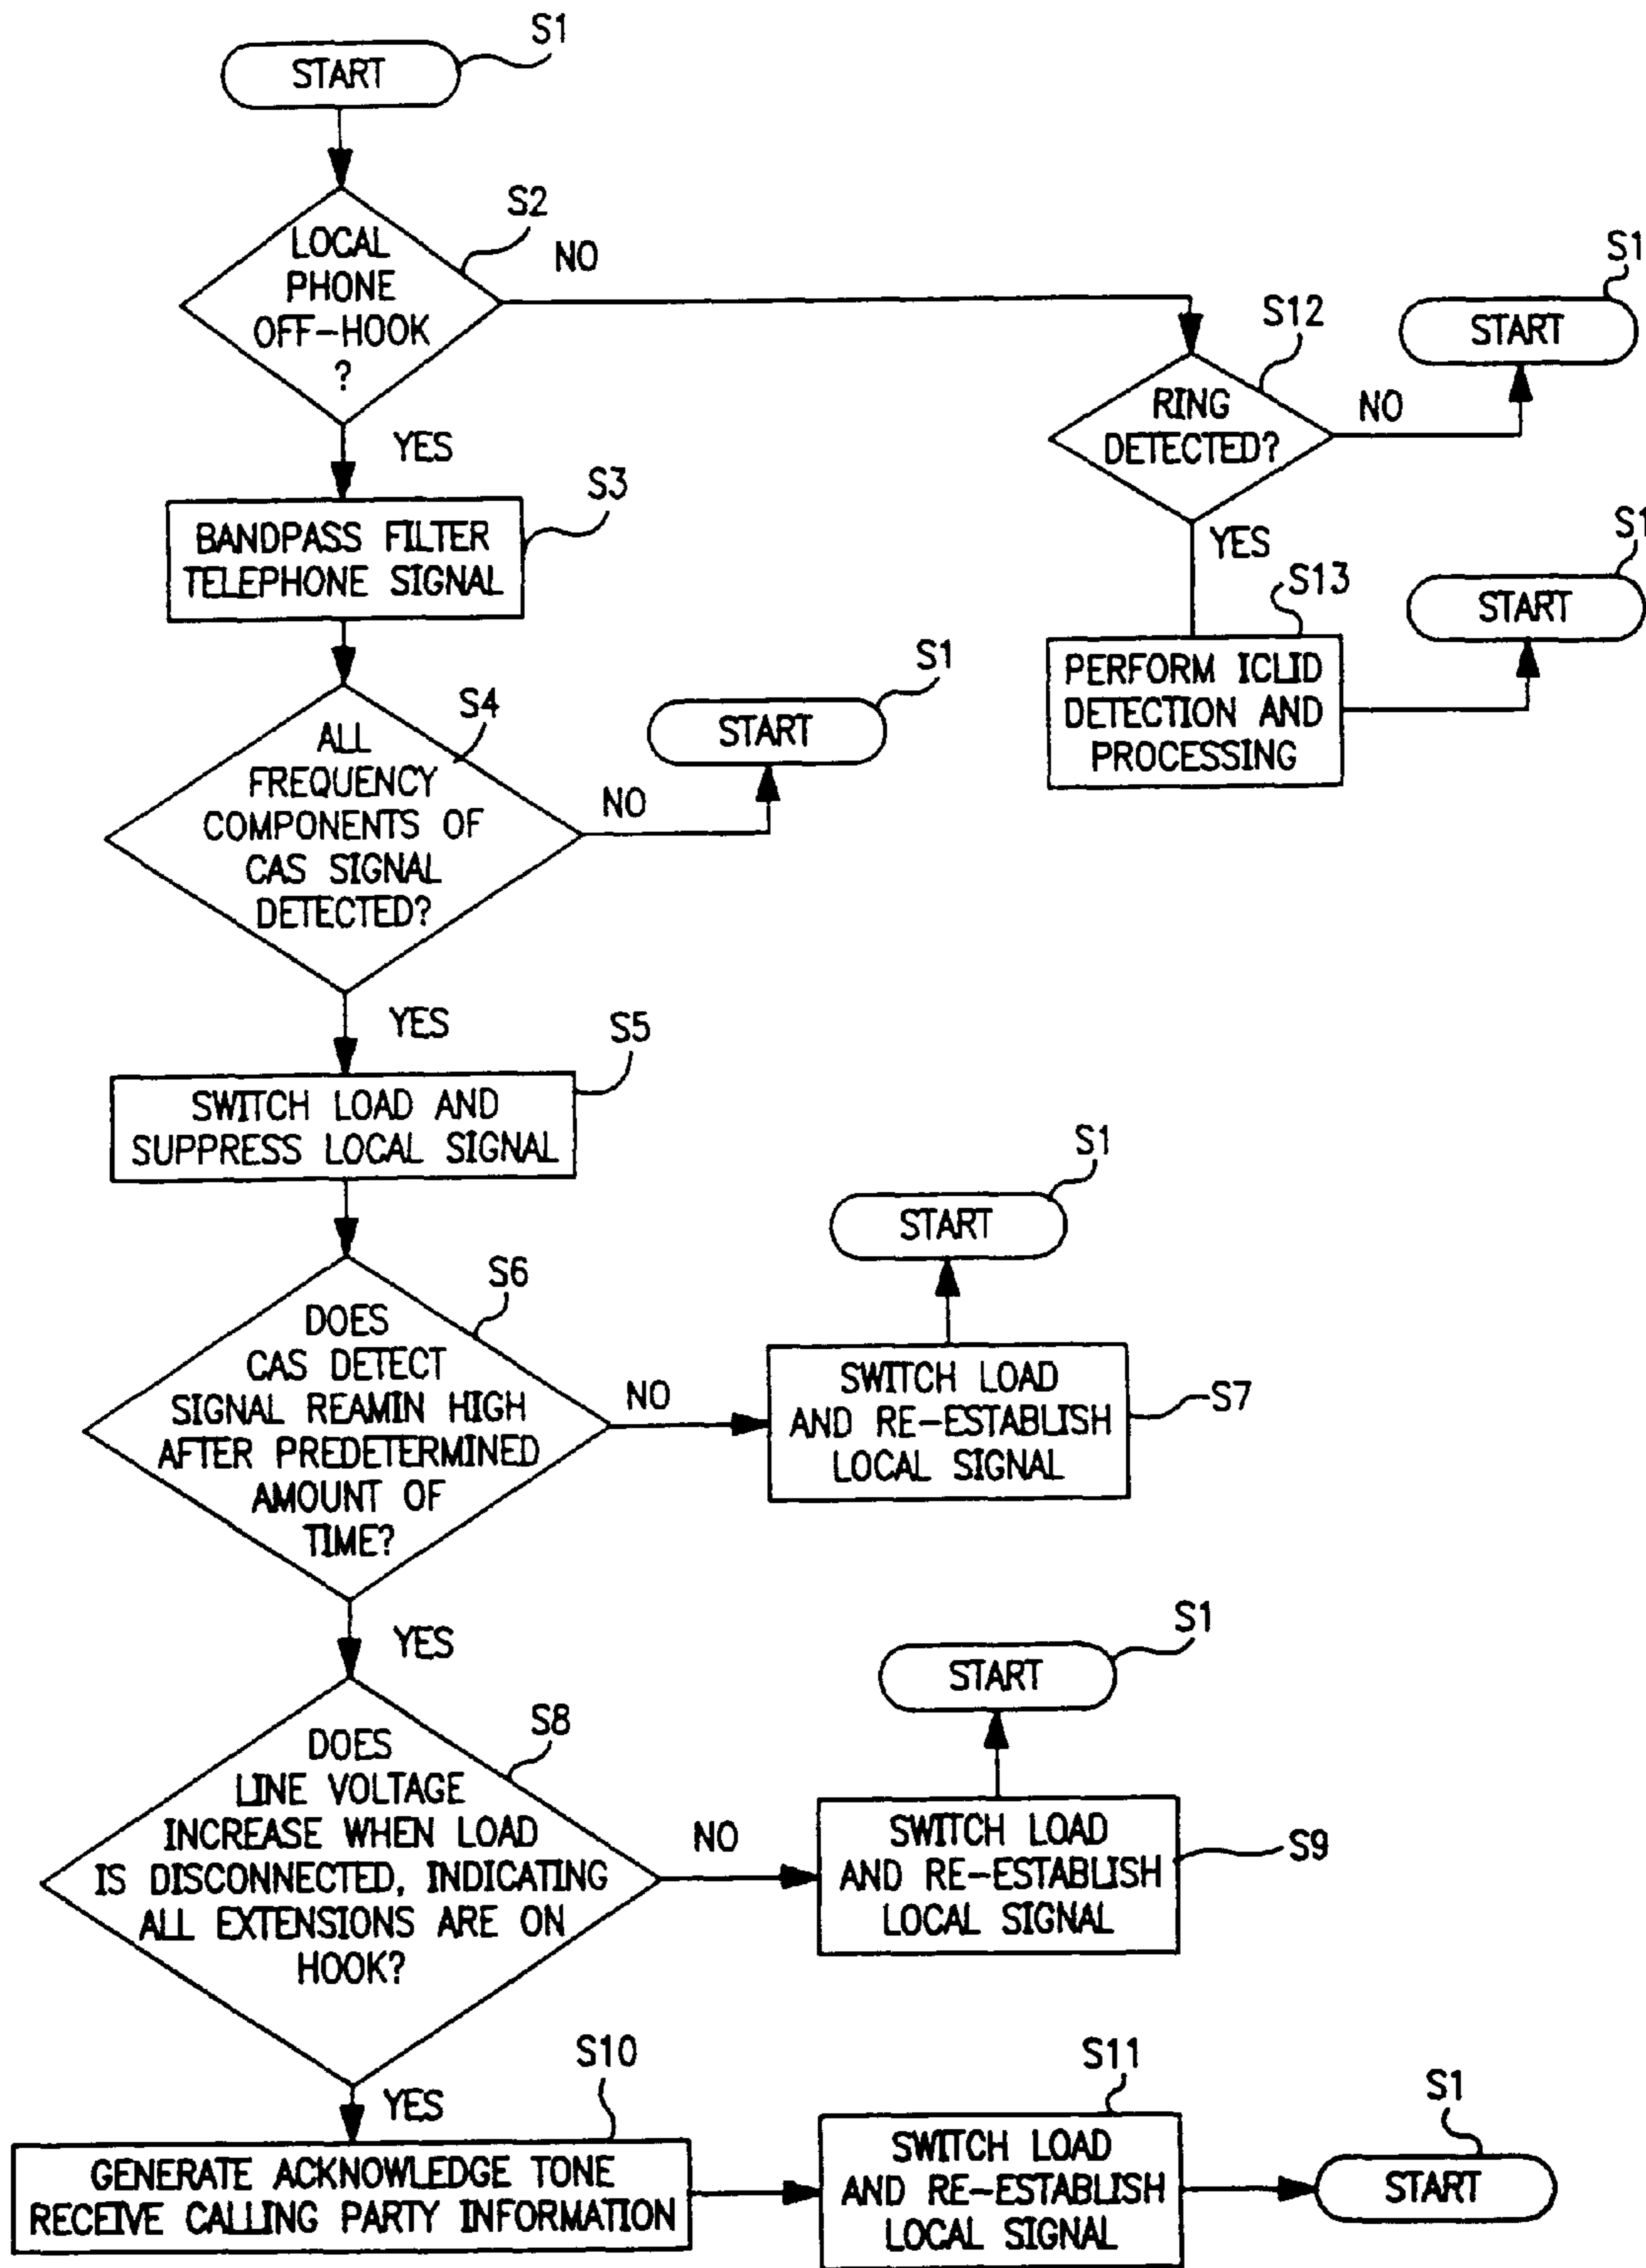 S1
START
S2
LOCAL
PHONE
OFF-HOOK
?
NO
S12
RING
DETECTED?
NO
S1
START
YES
S13
PERFORM ICLID
DETECTION AND
PROCESSING
S1
START
YES
S3
BANDPASS FILTER
TELEPHONE SIGNAL
S4
ALL
FREQUENCY
COMPONENTS OF
CAS SIGNAL
DETECTED?
NO
S1
START
YES
S5
SWITCH LOAD AND
SUPPRESS LOCAL SIGNAL
S6
DOES
CAS DETECT
SIGNAL REAMIN HIGH
AFTER PREDETERMINED
AMOUNT OF
TIME?
NO
S7
SWITCH LOAD
AND RE-ESTABLISH
LOCAL SIGNAL
S1
START
YES
S8
DOES
LINE VOLTAGE
INCREASE WHEN LOAD
IS DISCONNECTED, INDICATING
ALL EXTENSIONS ARE ON
HOOK?
NO
S9
SWITCH LOAD
AND RE-ESTABLISH
LOCAL SIGNAL
S1
START
YES
S10
GENERATE ACKNOWLEDGE TONE
RECEIVE CALLING PARTY INFORMATION
S11
SWITCH LOAD
AND RE-ESTABLISH
LOCAL SIGNAL
S1
START